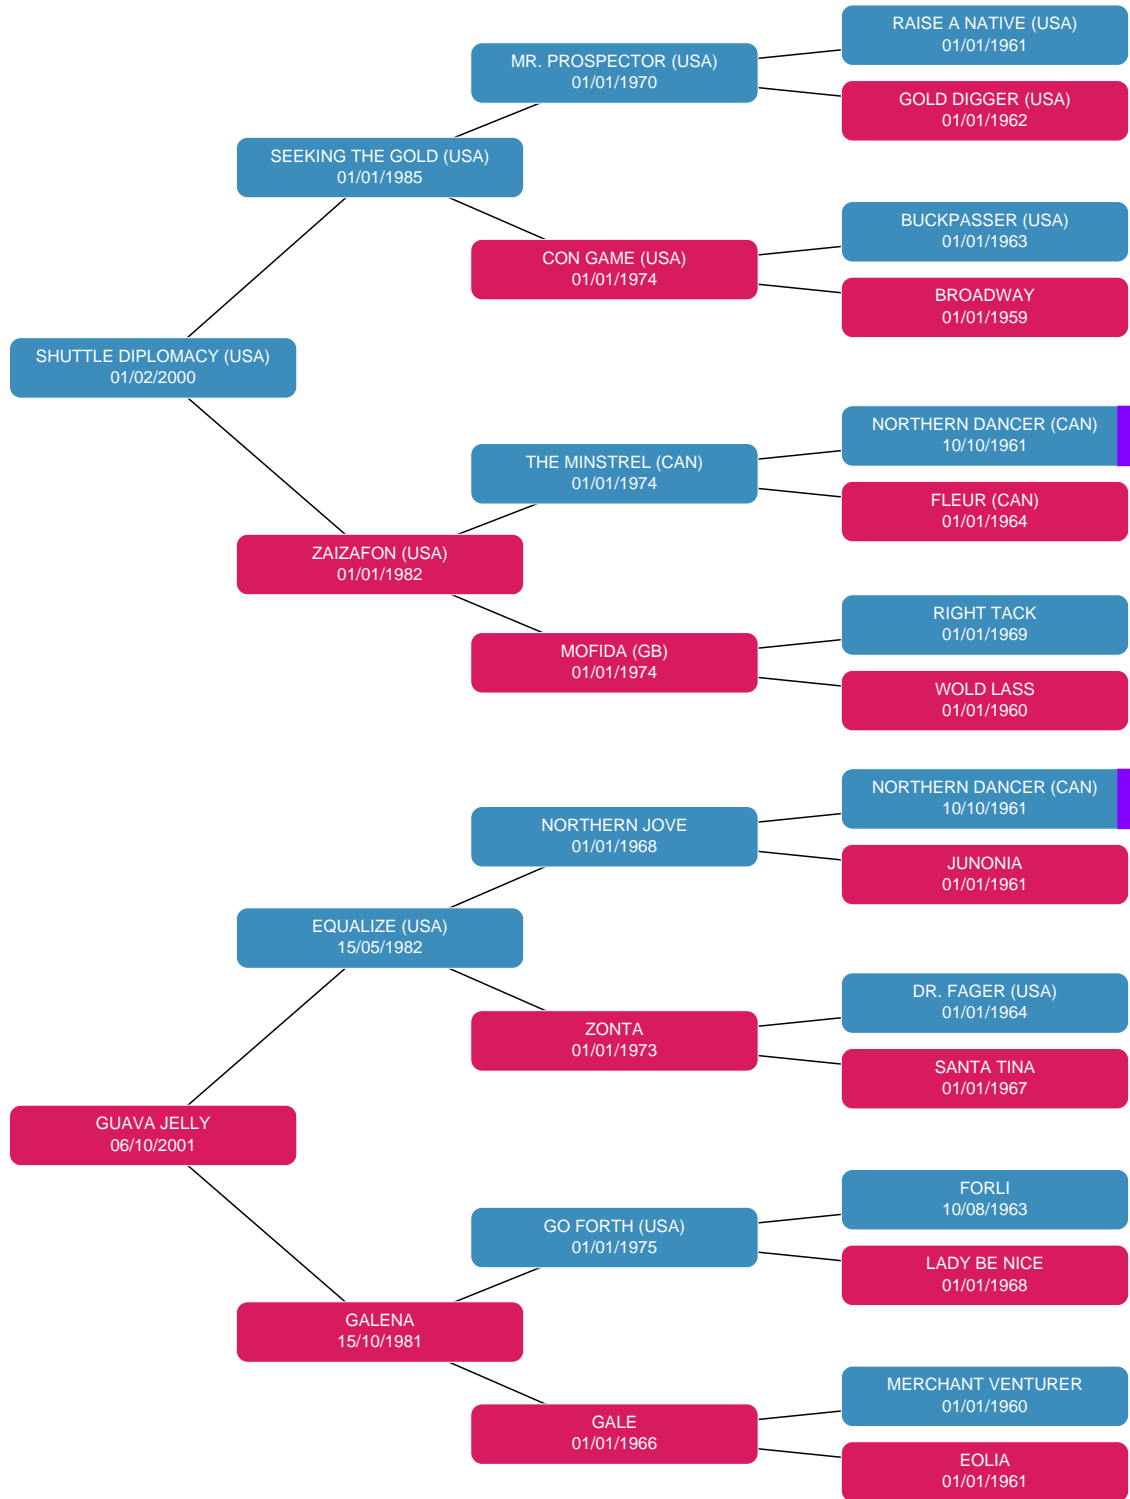 RAISE A NATIVE (USA)
01/01/1961
MR. PROSPECTOR (USA)
01/01/1970
GOLD DIGGER (USA)
01/01/1962
SEEKING THE GOLD (USA)
01/01/1985
BUCKPASSER (USA)
01/01/1963
CON GAME (USA)
01/01/1974
BROADWAY
01/01/1959
SHUTTLE DIPLOMACY (USA)
01/02/2000
NORTHERN DANCER (CAN)
10/10/1961
THE MINSTREL (CAN)
01/01/1974
FLEUR (CAN)
01/01/1964
ZAIZAFON (USA)
01/01/1982
RIGHT TACK
01/01/1969
MOFIDA (GB)
01/01/1974
WOLD LASS
01/01/1960
NORTHERN DANCER (CAN)
10/10/1961
NORTHERN JOVE
01/01/1968
JUNONIA
01/01/1961
EQUALIZE (USA)
15/05/1982
DR. FAGER (USA)
01/01/1964
ZONTA
01/01/1973
SANTA TINA
01/01/1967
GUAVA JELLY
06/10/2001
FORLI
10/08/1963
GO FORTH (USA)
01/01/1975
LADY BE NICE
01/01/1968
GALENA
15/10/1981
MERCHANT VENTURER
01/01/1960
GALE
01/01/1966
EOLIA
01/01/1961